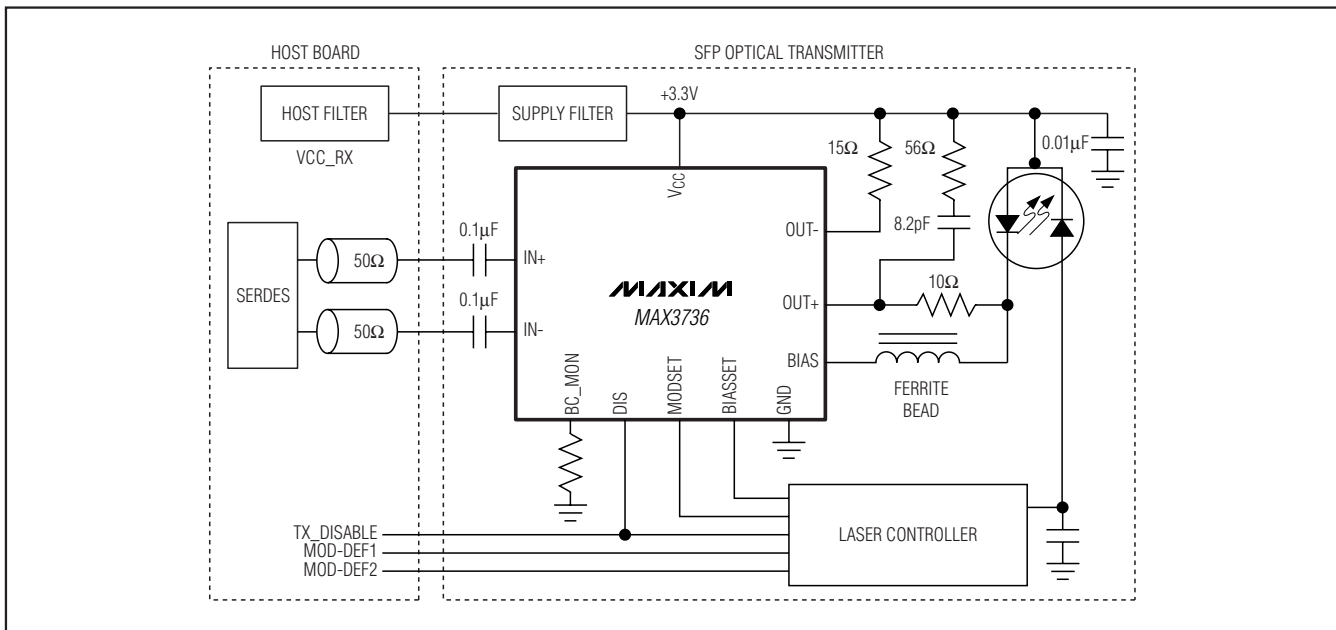 HOST BOARD
SFP OPTICAL TRANSMITTER
HOST FILTER
VCC_RX
SUPPLY FILTER
+3.3V
15Ω
56Ω
0.01μF
8.2pF
VCC
SERDES
50Ω
50Ω
0.1μF
0.1μF
IN+
IN-
MAXIM
MAX3736
OUT-
OUT+
BIAS
10Ω
FERRITE
BEAD
BC_MON
DIS
MODSET
BIASSET
GND
TX_DISABLE
MOD-DEF1
MOD-DEF2
LASER CONTROLLER